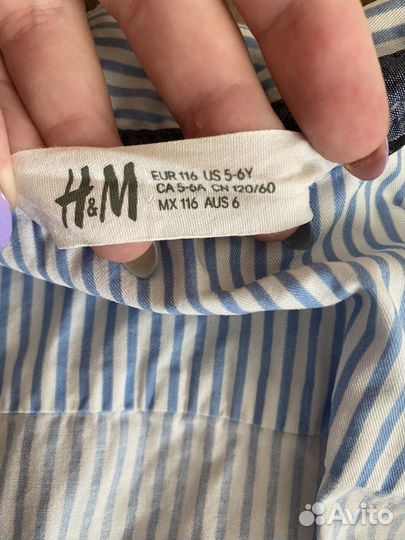 H&M
EUR 116 US 5-6Y
CA 5-6A CN 120/60
MX 116 AUS 6
Avito